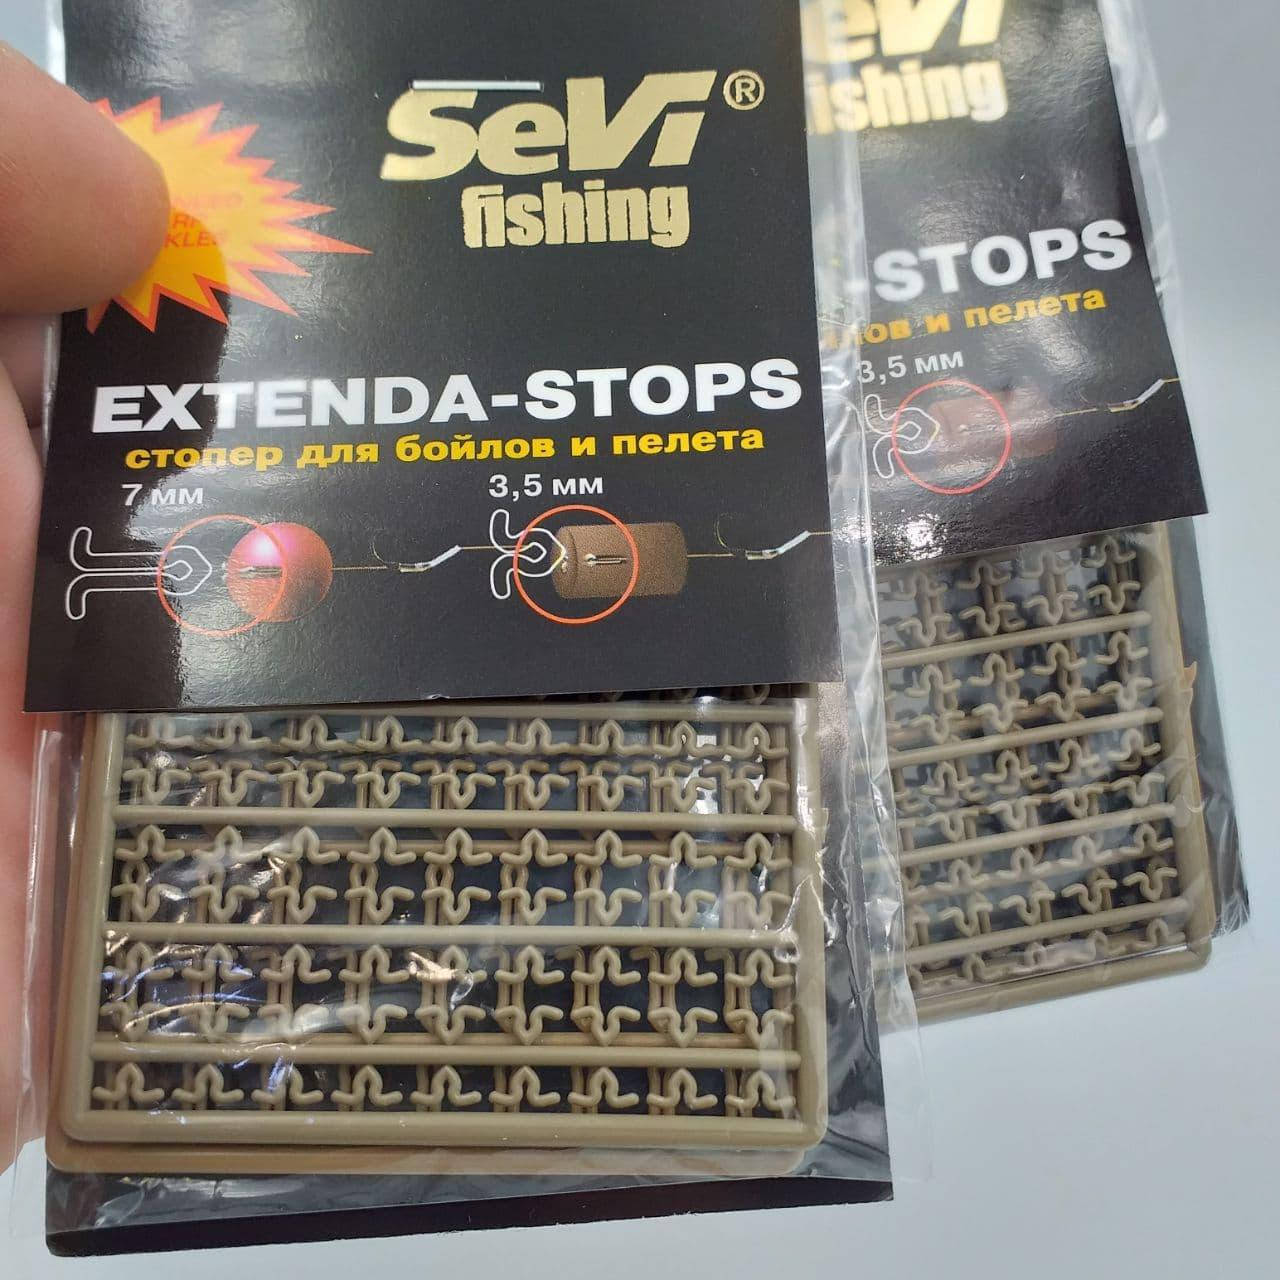 SeVi®
fishing
EXTENDA-STOPS
стопер для бойлов и пелета
7 мм
3,5 мм
fishing
-STOPS
и пелета
3,5 мм